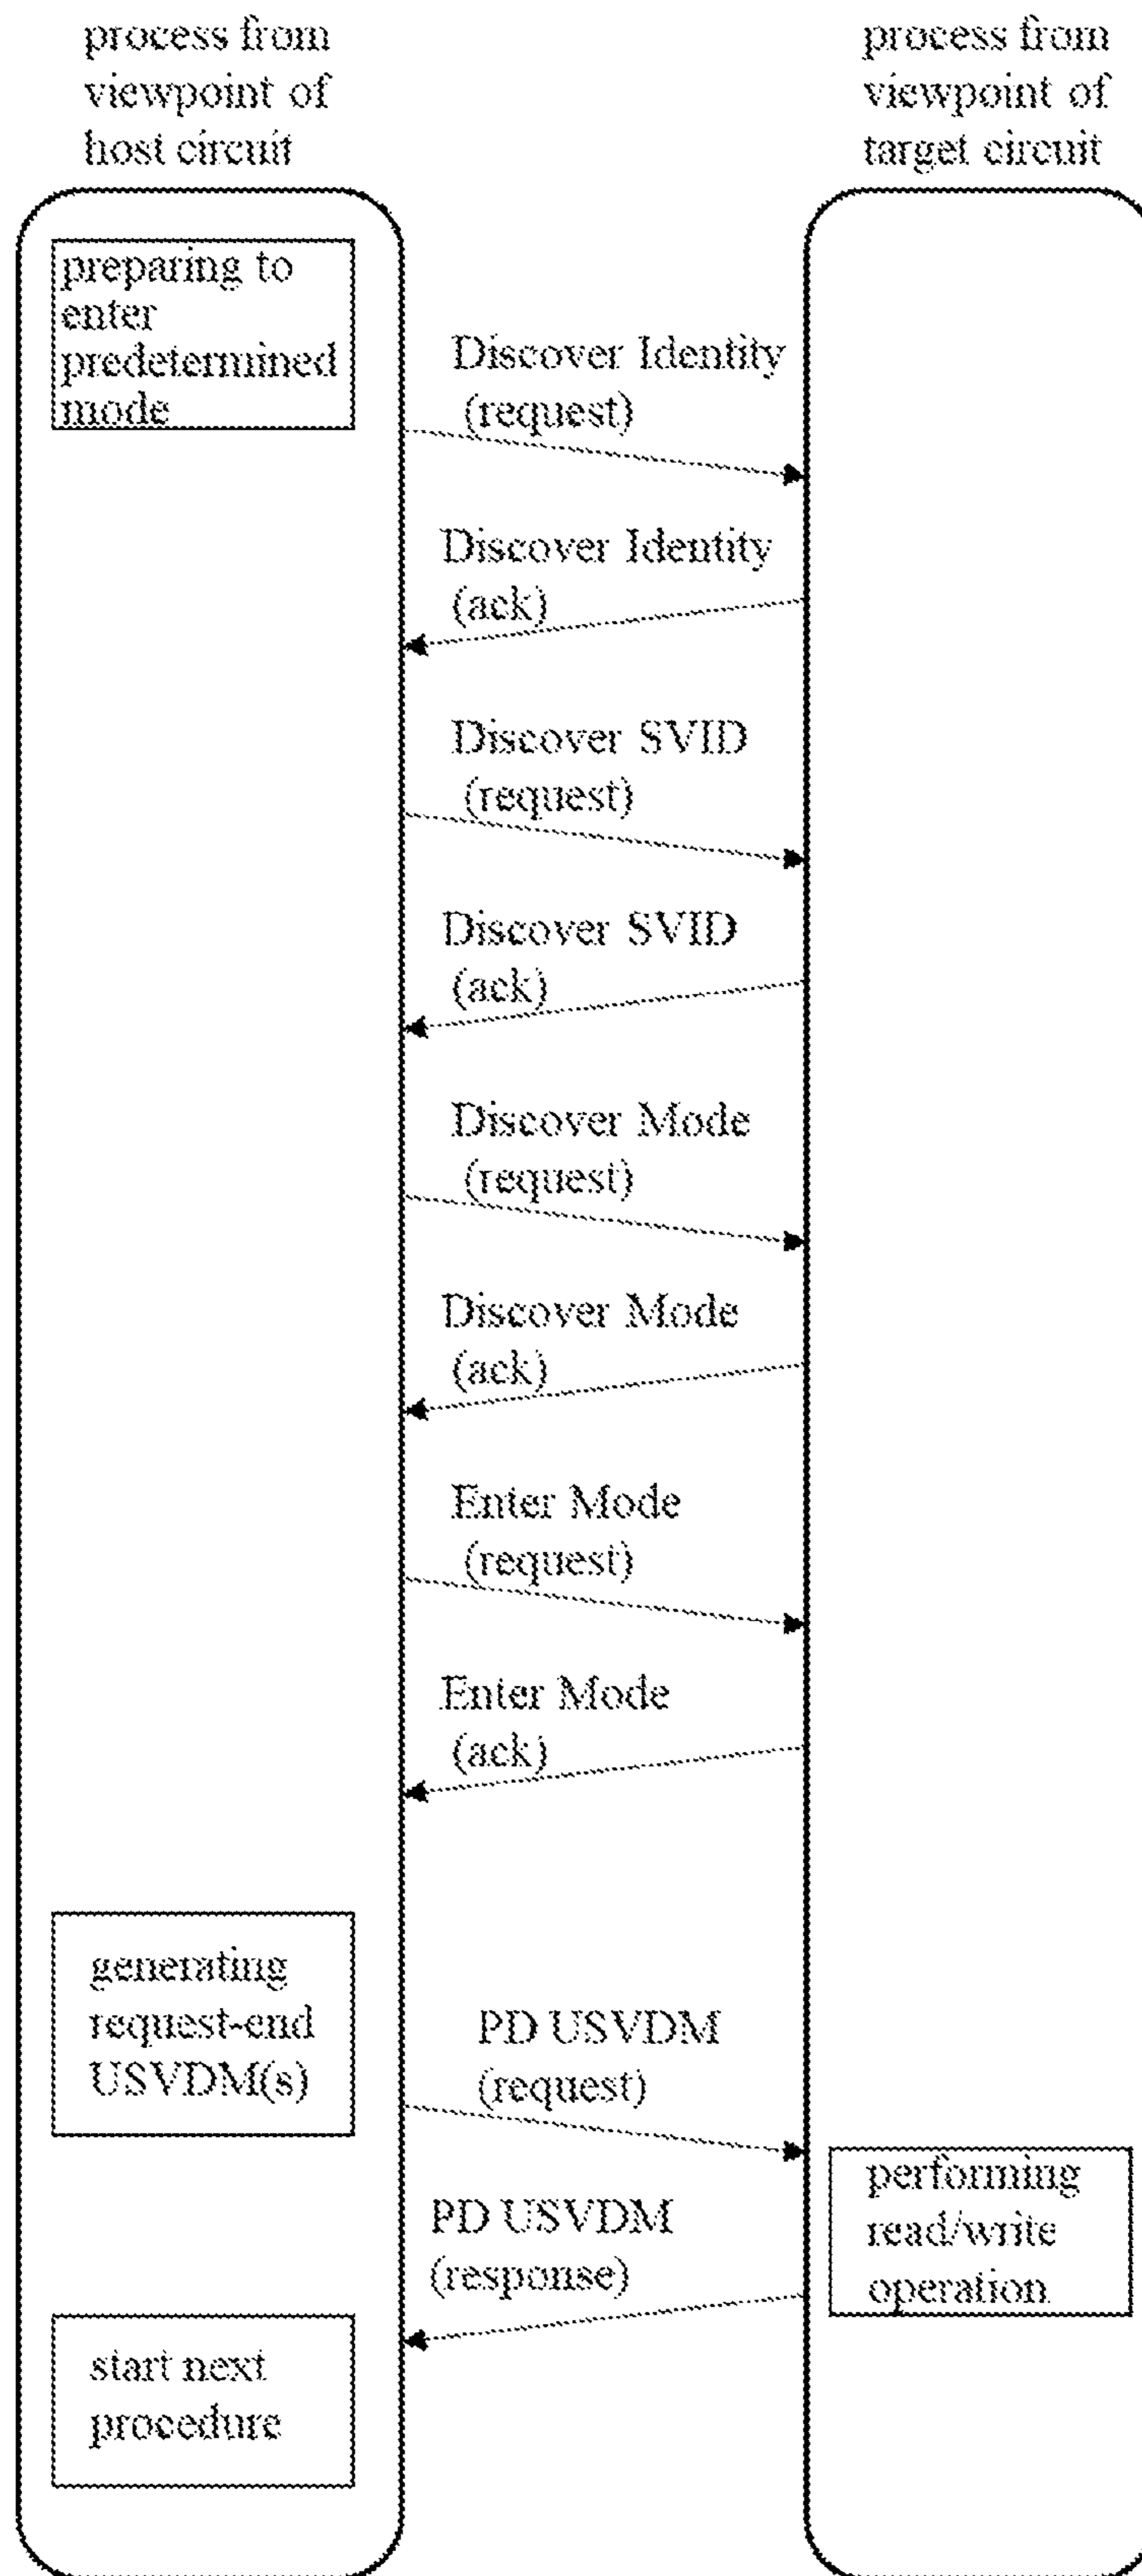 process from
viewpoint of
host circuit
process from
viewpoint of
target circuit
preparing to
enter
predetermined
mode
Discover Identity
(request)
Discover Identity
(ack)
Discover SVID
(request)
Discover SVID
(ack)
Discover Mode
(request)
Discover Mode
(ack)
Enter Mode
(request)
Enter Mode
(ack)
generating
request-end
USVDM(s)
PD USVDM
(request)
performing
read/write
operation
PD USVDM
(response)
start next
procedure